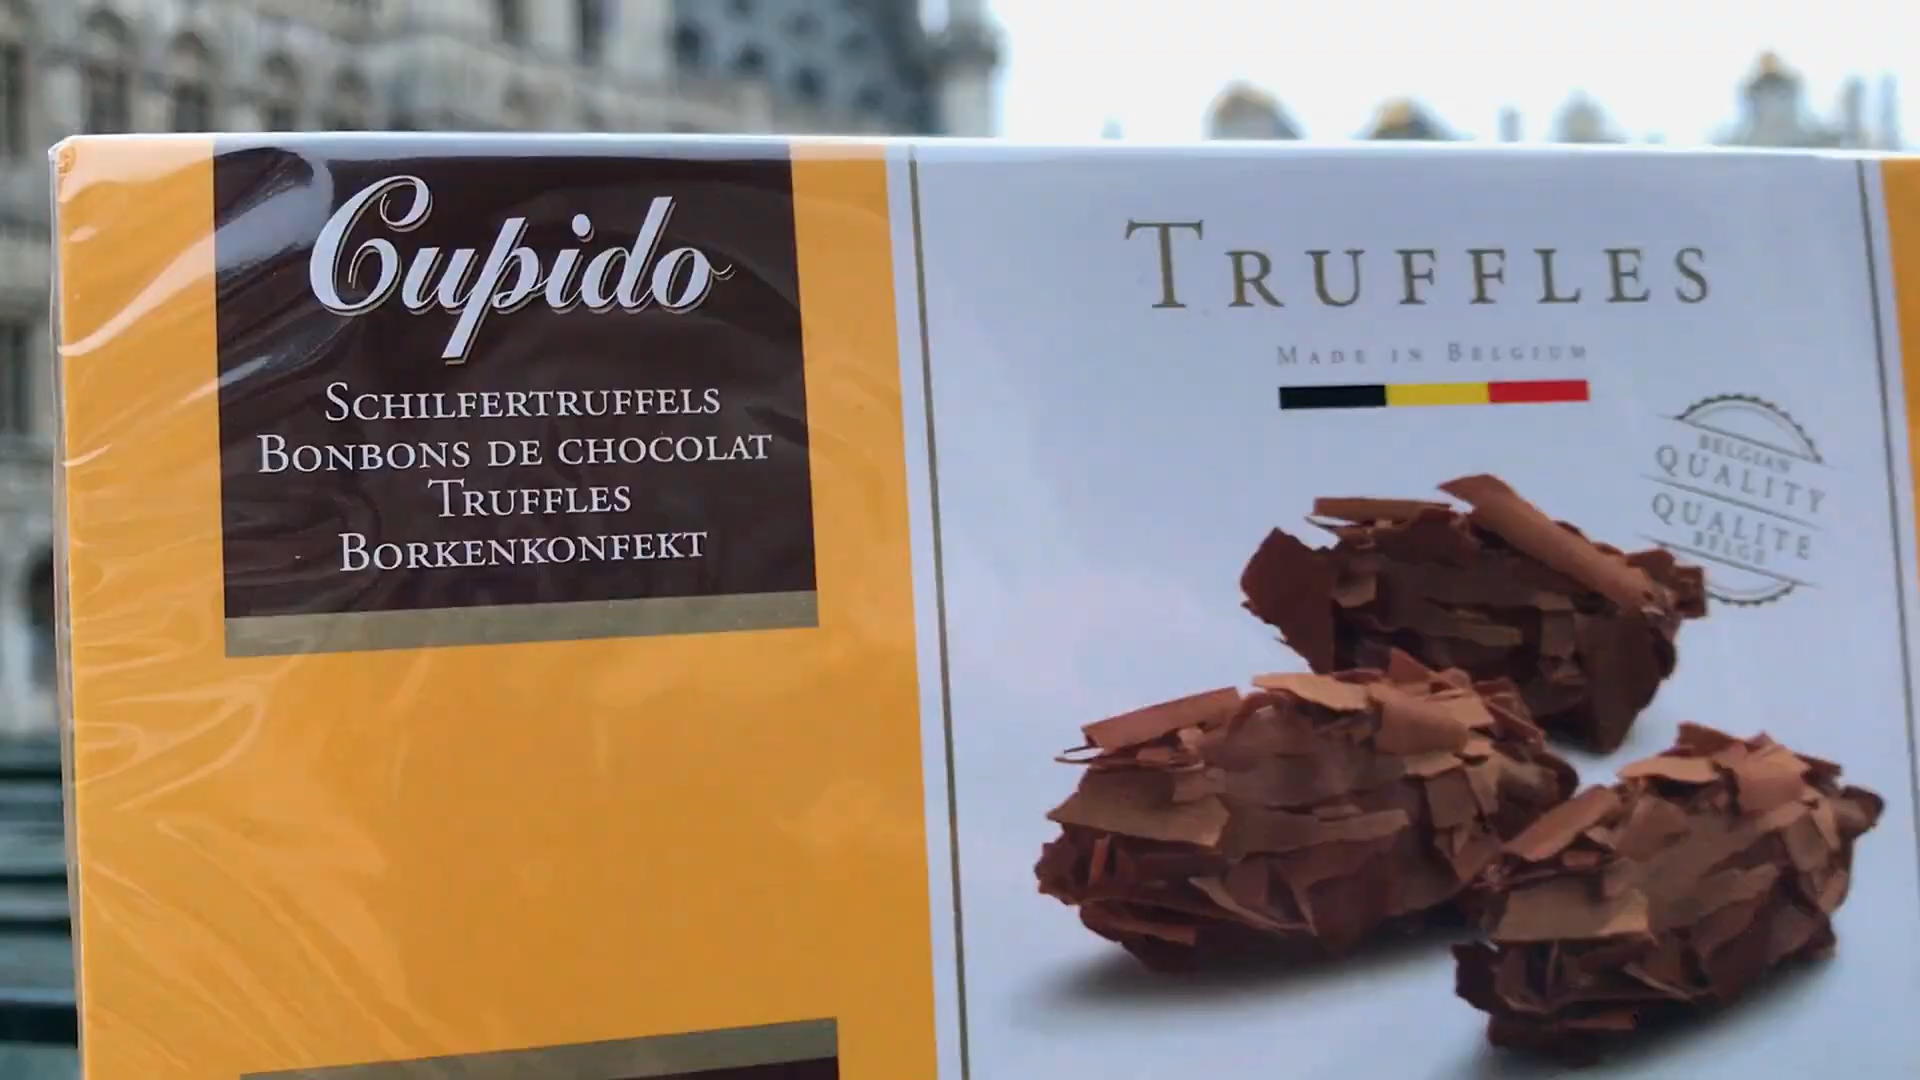 Cupido
SCHILFERTRUFFELS
BONBONS DE CHOCOLAT
TRUFFLES
BORKENKONFEKT
TRUFFLES
MADE IN BELGIUM
BELGIAN
QUALITY
QUALITE
BELGE